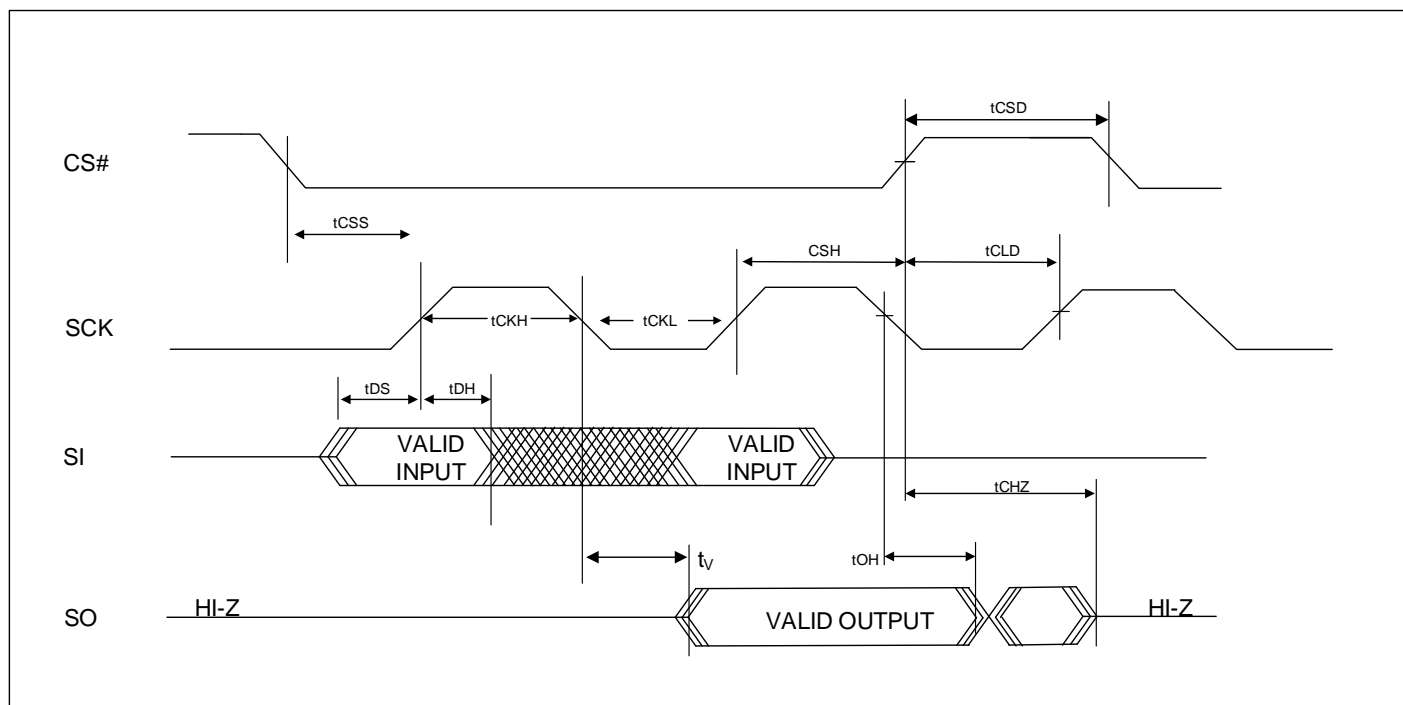 tCSD
CS#
tCSS
CSH
tCLD
SCK
tCKH
tCKL
tDS
tDH
SI
VALID
INPUT
VALID
INPUT
tCHZ
tV
tOH
SO
HI-Z
VALID OUTPUT
HI-Z